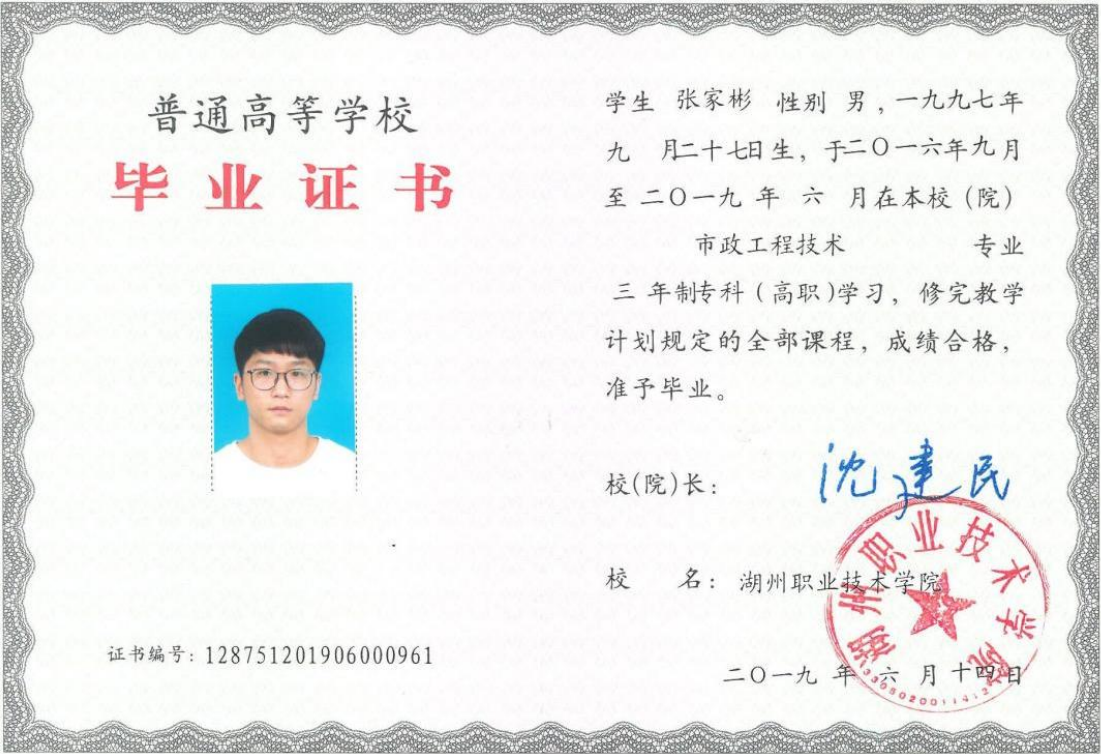 普通高等学校
毕业证书
证书编号：128751201906000961
学生 张家彬 性别 男，一九九七年
九 月二十七日生，于二〇一六年九月
至 二〇一九 年 六 月在本校（院）
市政工程技术 专业
三 年制专科（高职）学习，修完教学
计划规定的全部课程，成绩合格，
准予毕业。
校（院）长：沈建民
校 名：湖州职业技术学院
二〇一九 年 六 月 十四日
湖州职业技术学院